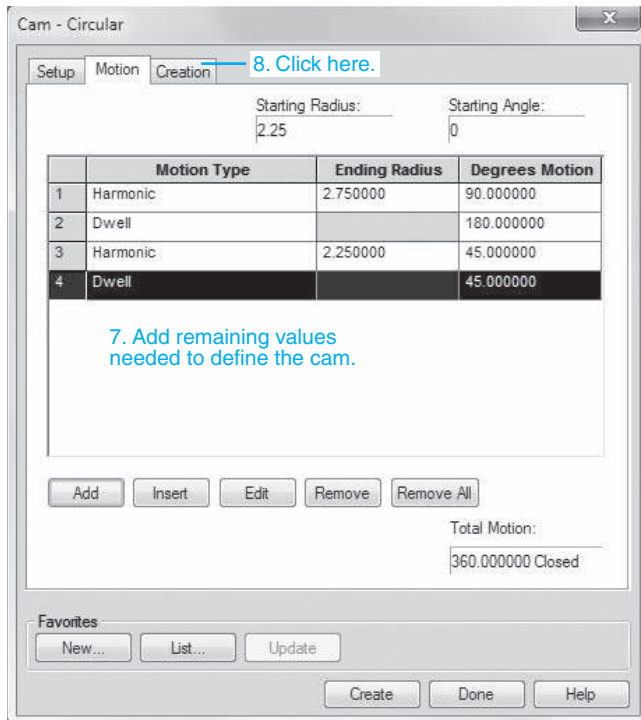 Cam - Circular
Setup
Motion
Creation
8. Click here.
Starting Radius:
Starting Angle:
2.25
0
Motion Type
Ending Radius
Degrees Motion
1 Harmonic 2.750000 90.000000
2 Dwell 180.000000
3 Harmonic 2.250000 45.000000
4 Dwell 45.000000
7. Add remaining values
needed to define the cam.
Add
Insert
Edit
Remove
Remove All
Total Motion:
360.000000 Closed
Favorites
New...
List...
Update
Create
Done
Help